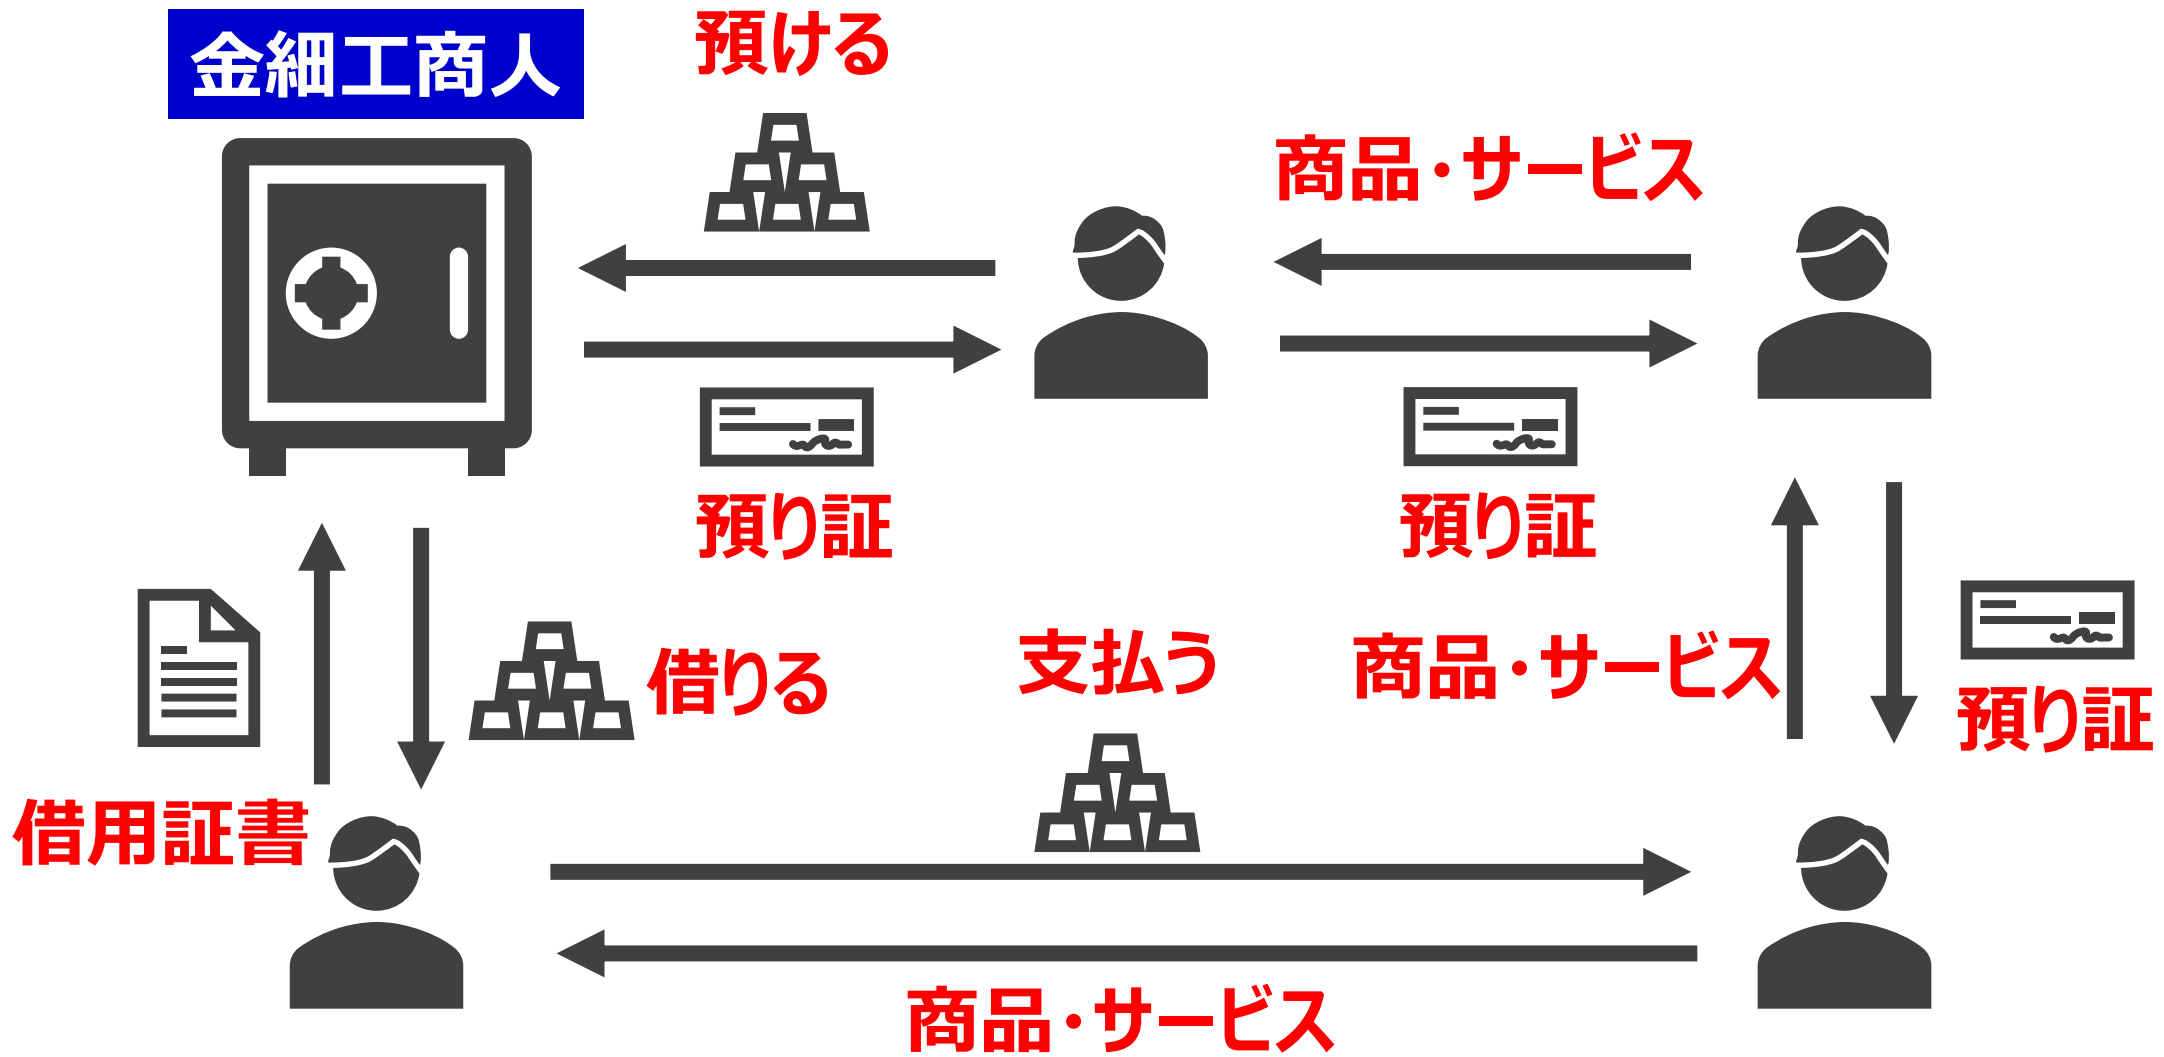 金細工商人
預ける
商品・サービス
預り証
預り証
借りる
支払う
商品・サービス
預り証
借用証書
商品・サービス